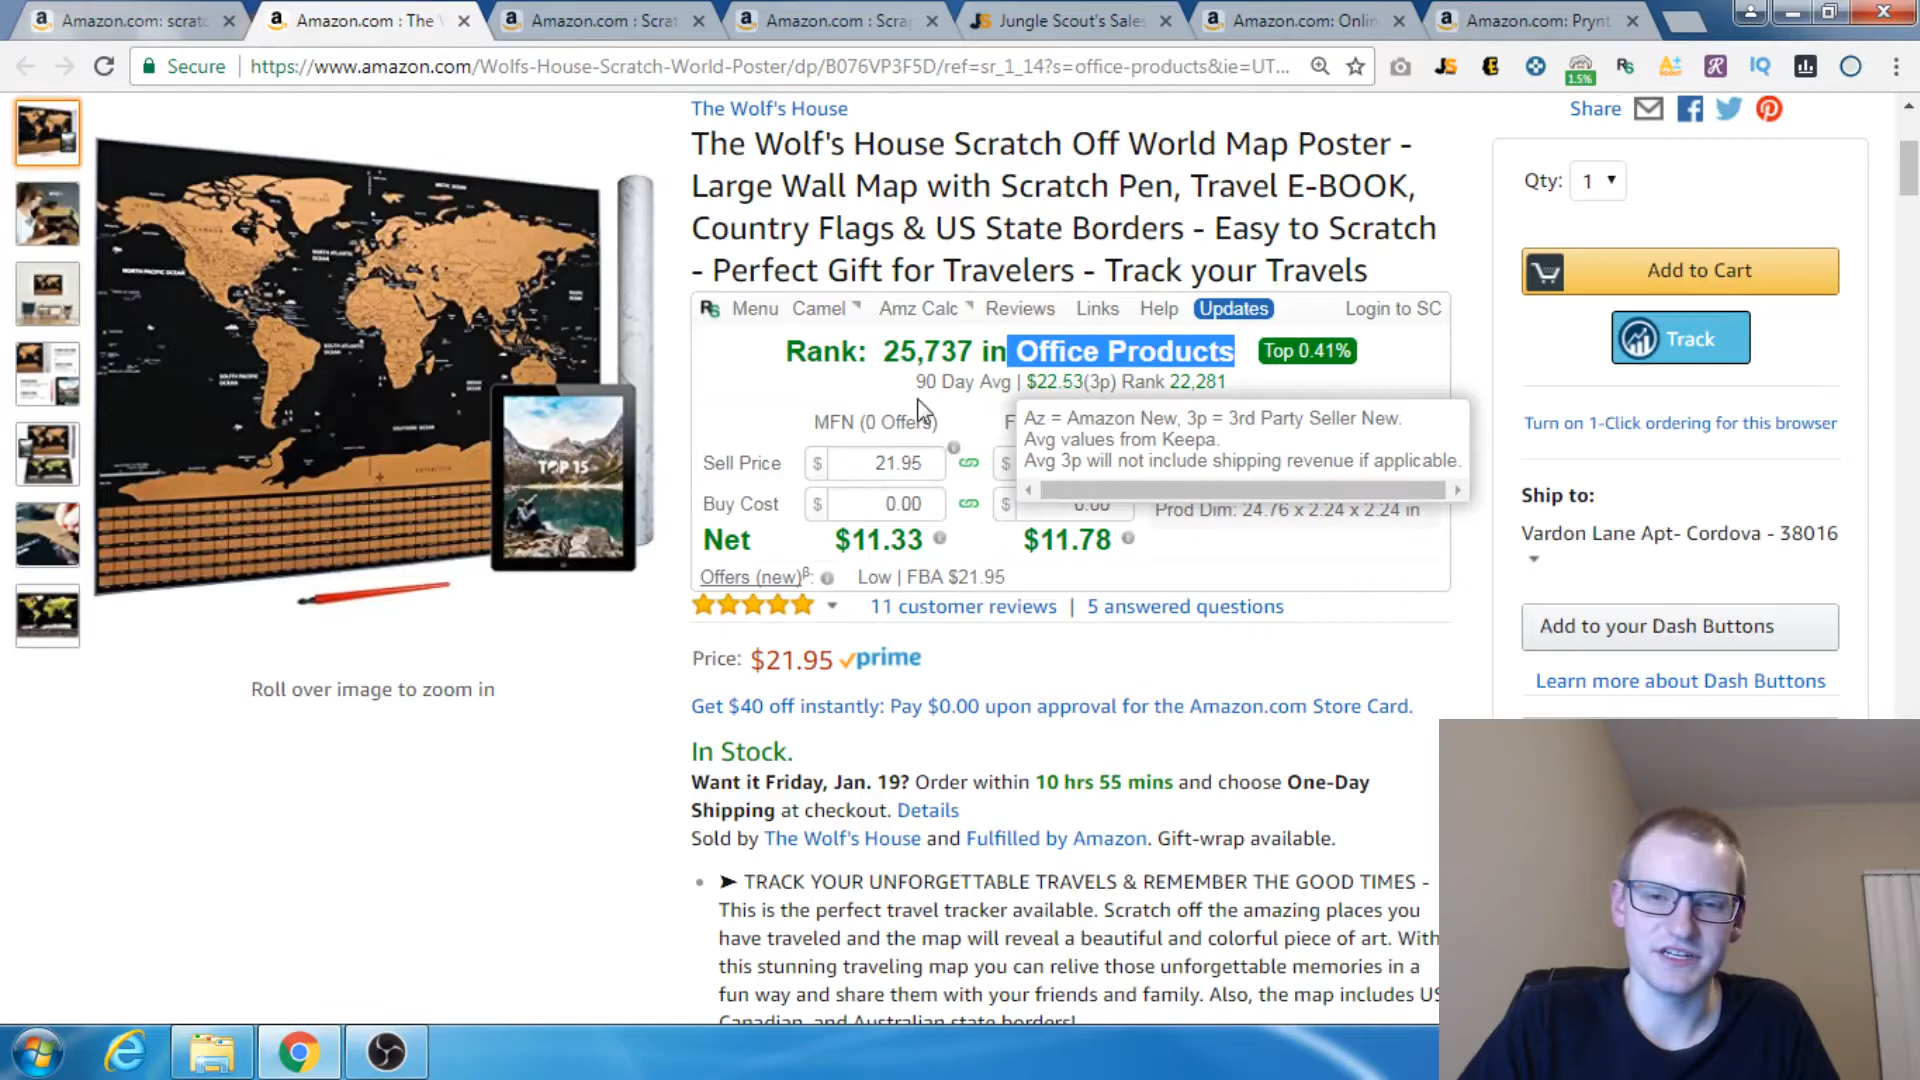 Amazon.com: scratc
Amazon.com : The
Amazon.com : Scrat
Amazon.com : Scra
Jungle Scout's Sales
Amazon.com: Onlin
Amazon.com: Prynt
Secure
https://www.amazon.com/Wolfs-House-Scratch-World-Poster/dp/B076VP3F5D/ref=sr_1_14?s=office-products&ie=UT...
1.5%
The Wolf's House
Share
The Wolf's House Scratch Off World Map Poster -
Large Wall Map with Scratch Pen, Travel E-BOOK,
Country Flags & US State Borders - Easy to Scratch
- Perfect Gift for Travelers - Track your Travels
Menu Camel Amz Calc Reviews Links Help Updates Login to SC
Rank: 25,737 in Office Products Top 0.41%
90 Day Avg | $22.53(3p) Rank 22,281
MFN (0 Offers) F
Az = Amazon New, 3p = 3rd Party Seller New.
Avg values from Keepa.
Avg 3p will not include shipping revenue if applicable.
Sell Price $ 21.95 $
Buy Cost $ 0.00 $ 0.00 Prod Dim: 24.76 x 2.24 x 2.24 in
Net $11.33 $11.78
Offers (new)β: Low | FBA $21.95
11 customer reviews | 5 answered questions
Price: $21.95 prime
Get $40 off instantly: Pay $0.00 upon approval for the Amazon.com Store Card.
In Stock.
Want it Friday, Jan. 19? Order within 10 hrs 55 mins and choose One-Day
Shipping at checkout. Details
Sold by The Wolf's House and Fulfilled by Amazon. Gift-wrap available.
• ➤ TRACK YOUR UNFORGETTABLE TRAVELS & REMEMBER THE GOOD TIMES -
This is the perfect travel tracker available. Scratch off the amazing places you
have traveled and the map will reveal a beautiful and colorful piece of art. With
this stunning traveling map you can relive those unforgettable memories in a
fun way and share them with your friends and family. Also, the map includes US
Canadian, and Australian state borders!
TOP 15
Roll over image to zoom in
Qty: 1
Add to Cart
Track
Turn on 1-Click ordering for this browser
Ship to:
Vardon Lane Apt- Cordova - 38016
Add to your Dash Buttons
Learn more about Dash Buttons